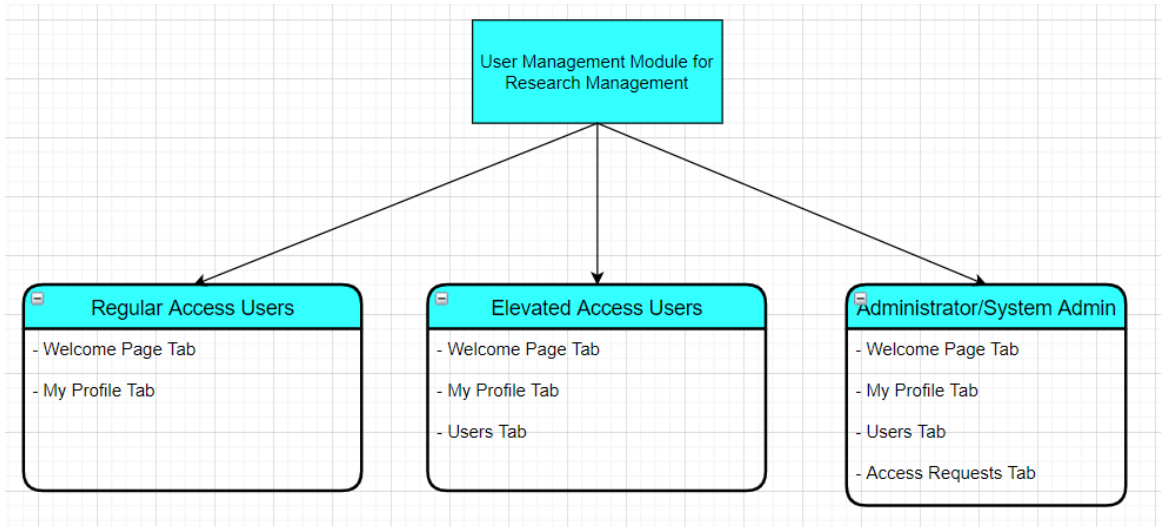 User Management Module for
Research Management
Regular Access Users
- Welcome Page Tab
- My Profile Tab
Elevated Access Users
- Welcome Page Tab
- My Profile Tab
- Users Tab
Administrator/System Admin
- Welcome Page Tab
- My Profile Tab
- Users Tab
- Access Requests Tab